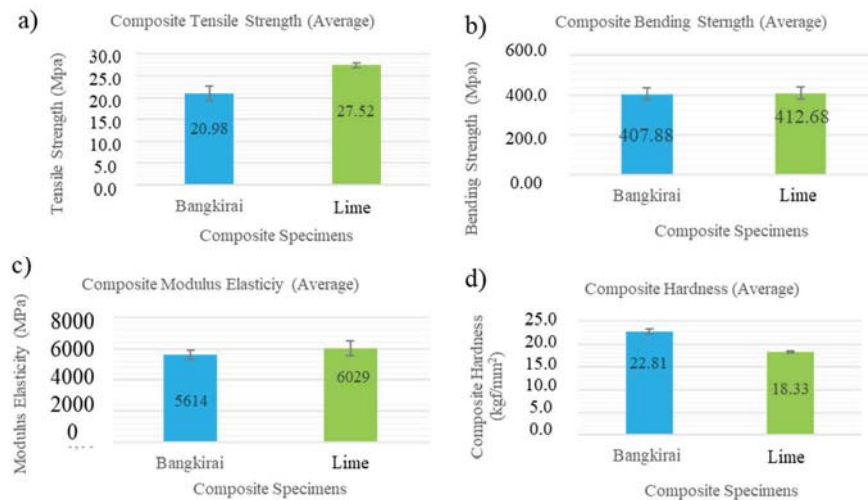 a)
Composite Tensile Strength (Average)
Tensile Strength (Mpa)
30.0
25.0
20.0
15.0
10.0
5.0
0.0
20.98
27.52
Bangkirai
Lime
Composite Specimens
b)
Composite Bending Sterngth (Average)
Bending Strength (Mpa)
600.0
400.0
200.0
0.00
407.88
412.68
Bangkirai
Lime
Composite Specimens
c)
Composite Modulus Elasticiy (Average)
Modulus Elasticity (MPa)
8000
6000
4000
2000
0
5614
6029
Bangkirai
Lime
Composite Specimens
d)
Composite Hardness (Average)
Composite Hardness
(kgf/mm²)
25.0
20.0
15.0
10.0
5.0
0.0
22.81
18.33
Bangkirai
Lime
Composite Specimens